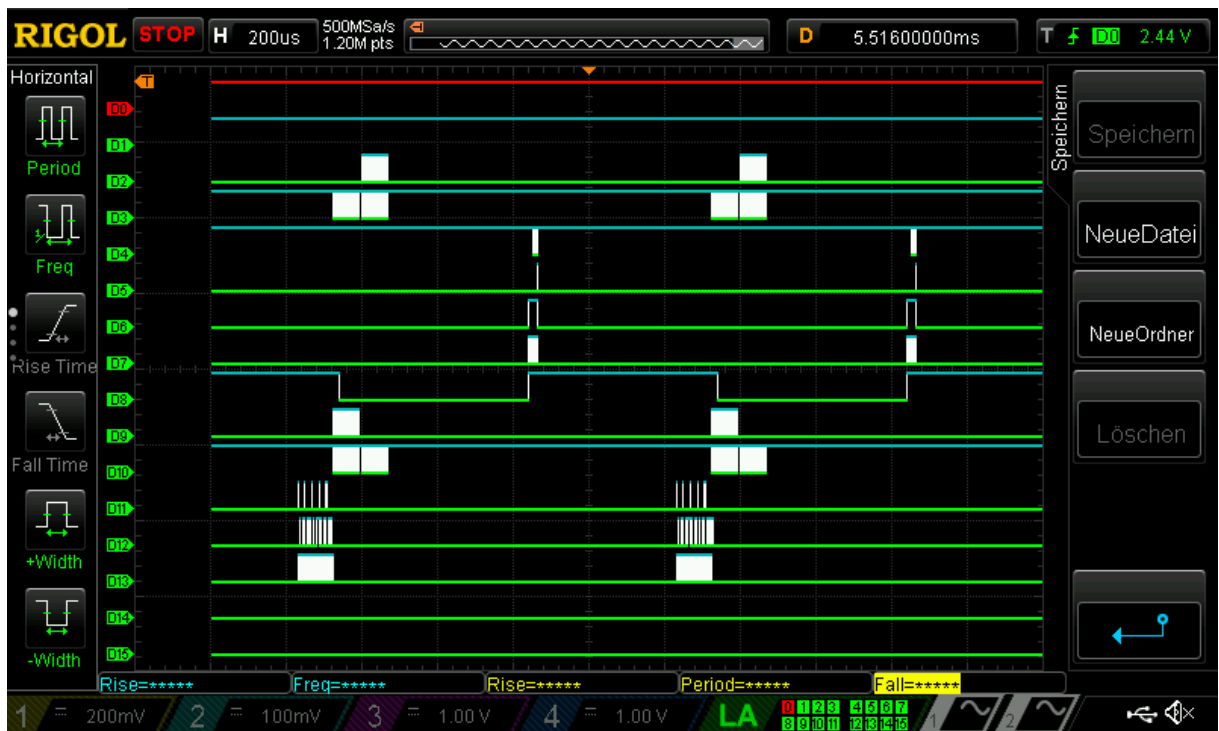 RIGOL STOP H 200us 500MSa/s 1.20M pts D 5.51600000ms T D0 2.44 V
Horizontal
Period
Freq
Rise Time
Fall Time
+Width
-Width
T
D0
D1
D2
D3
D4
D5
D6
D7
D8
D9
D10
D11
D12
D13
D14
D15
Speichern
Speichern
NeueDatei
NeueOrdner
Löschen
Rise=***** Freq=***** Rise=***** Period=***** Fall=*****
1 200mV 2 100mV 3 1.00 V 4 1.00 V LA 0 1 2 3 4 5 6 7 1 2
8 9 10 11 12 13 14 15